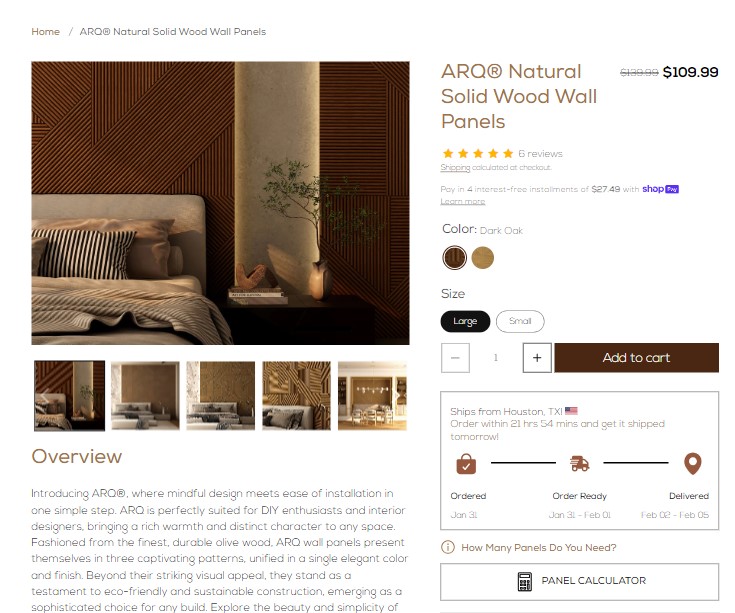 Home / ARQ® Natural Solid Wood Wall Panels
ARQ® Natural
Solid Wood Wall
Panels
$139.99 $109.99
6 reviews
Shipping calculated at checkout.
Pay in 4 interest-free installments of $27.49 with shop Pay
Learn more
Color: Dark Oak
Size
Large
Small
− 1 +
Add to cart
Ships from Houston, TX!
Order within 21 hrs 54 mins and get it shipped
tomorrow!
Ordered
Order Ready
Delivered
Jan 31
Jan 31 - Feb 01
Feb 02 - Feb 05
How Many Panels Do You Need?
PANEL CALCULATOR
Overview
Introducing ARQ®, where mindful design meets ease of installation in
one simple step. ARQ is perfectly suited for DIY enthusiasts and interior
designers, bringing a rich warmth and distinct character to any space.
Fashioned from the finest, durable olive wood, ARQ wall panels present
themselves in three captivating patterns, unified in a single elegant color
and finish. Beyond their striking visual appeal, they stand as a
testament to eco-friendly and sustainable construction, emerging as a
sophisticated choice for any build. Explore the beauty and simplicity of